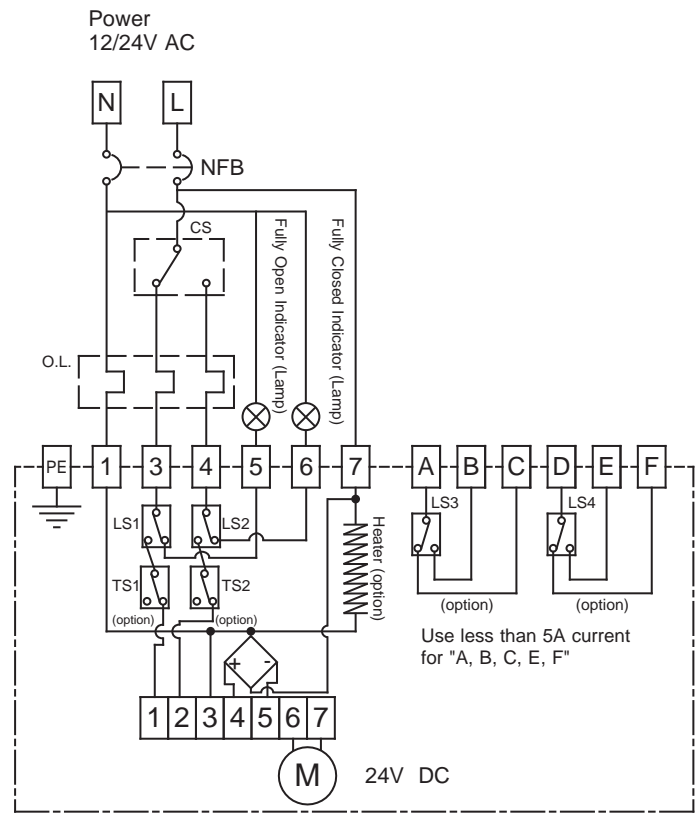 Power
12/24V AC
N L
NFB
CS
Fully Open Indicator (Lamp)
Fully Closed Indicator (Lamp)
O.L.
PE 1 3 4 5 6 7 A B C D E F
LS1 LS2 LS3 LS4
Heater (option)
TS1 TS2
(option) (option) (option) (option)
Use less than 5A current
for "A, B, C, E, F"
+ -
1 2 3 4 5 6 7
M 24V DC